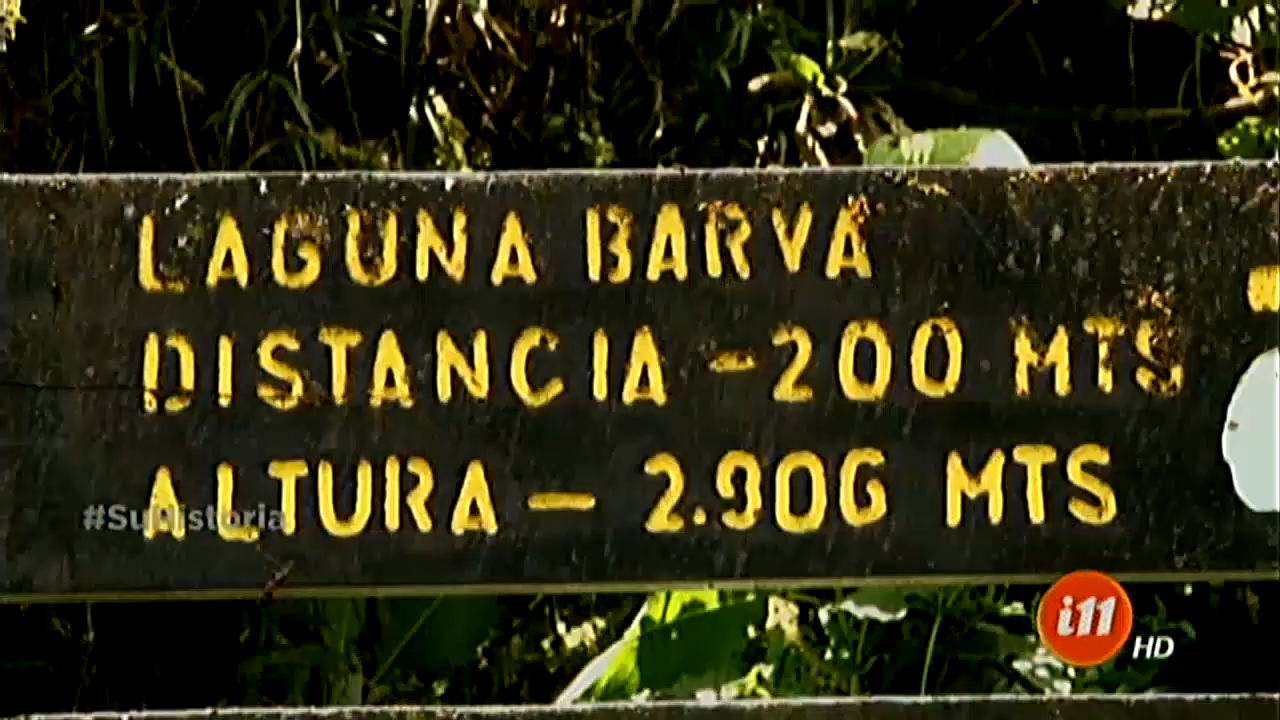 LAGUNA BARVA
DISTANCIA - 200 MTS
ALTURA - 2.906 MTS
#SuHistoria
i11
HD